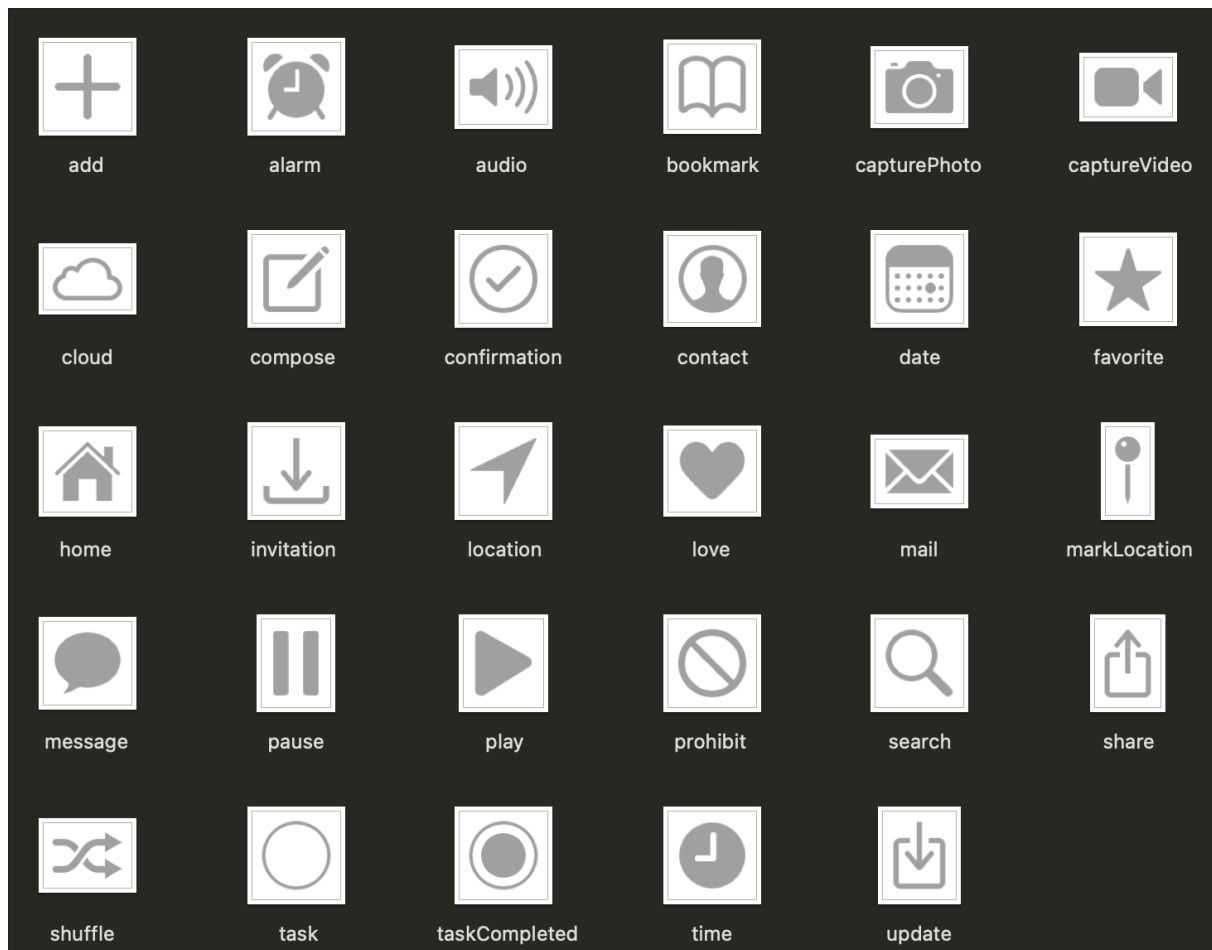 add alarm audio bookmark capturePhoto captureVideo
cloud compose confirmation contact date favorite
home invitation location love mail markLocation
message pause play prohibit search share
shuffle task taskCompleted time update